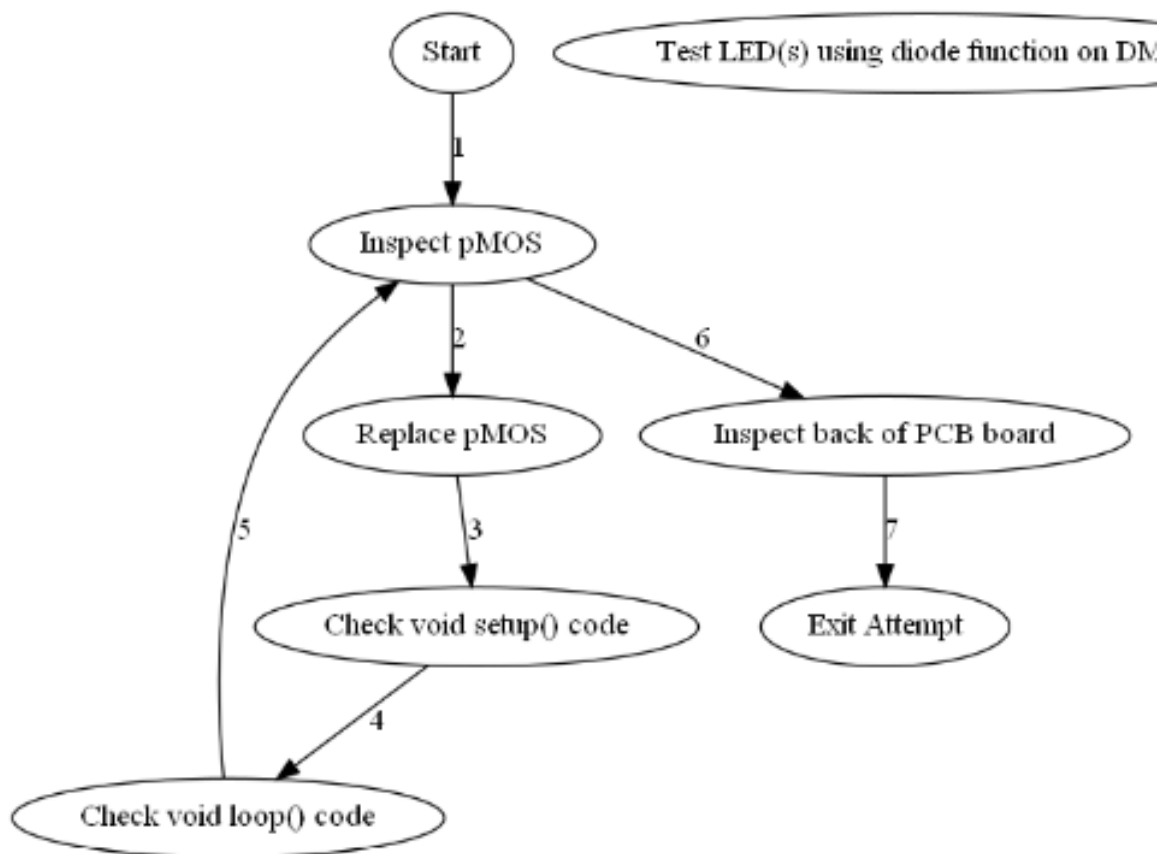 Start
Test LED(s) using diode function on DM
1
Inspect pMOS
2
6
Replace pMOS
Inspect back of PCB board
5
3
7
Check void setup() code
Exit Attempt
4
Check void loop() code